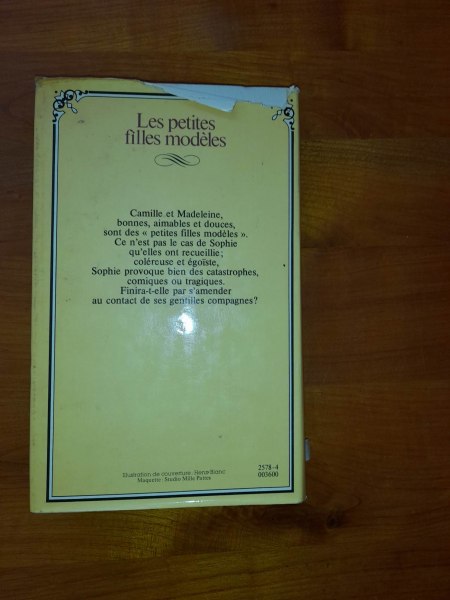 Les petites
filles modèles
Camille et Madeleine,
bonnes, aimables et douces,
sont des « petites filles modèles ».
Ce n'est pas le cas de Sophie
qu'elles ont recueillie;
coléreuse et égoïste,
Sophie provoque bien des catastrophes,
comiques ou tragiques.
Finira-t-elle par s'amender
au contact de ses gentilles compagnes?
Illustration de couverture: Blanc
Maquette: Studio Mille Pattes
2578-4
003600